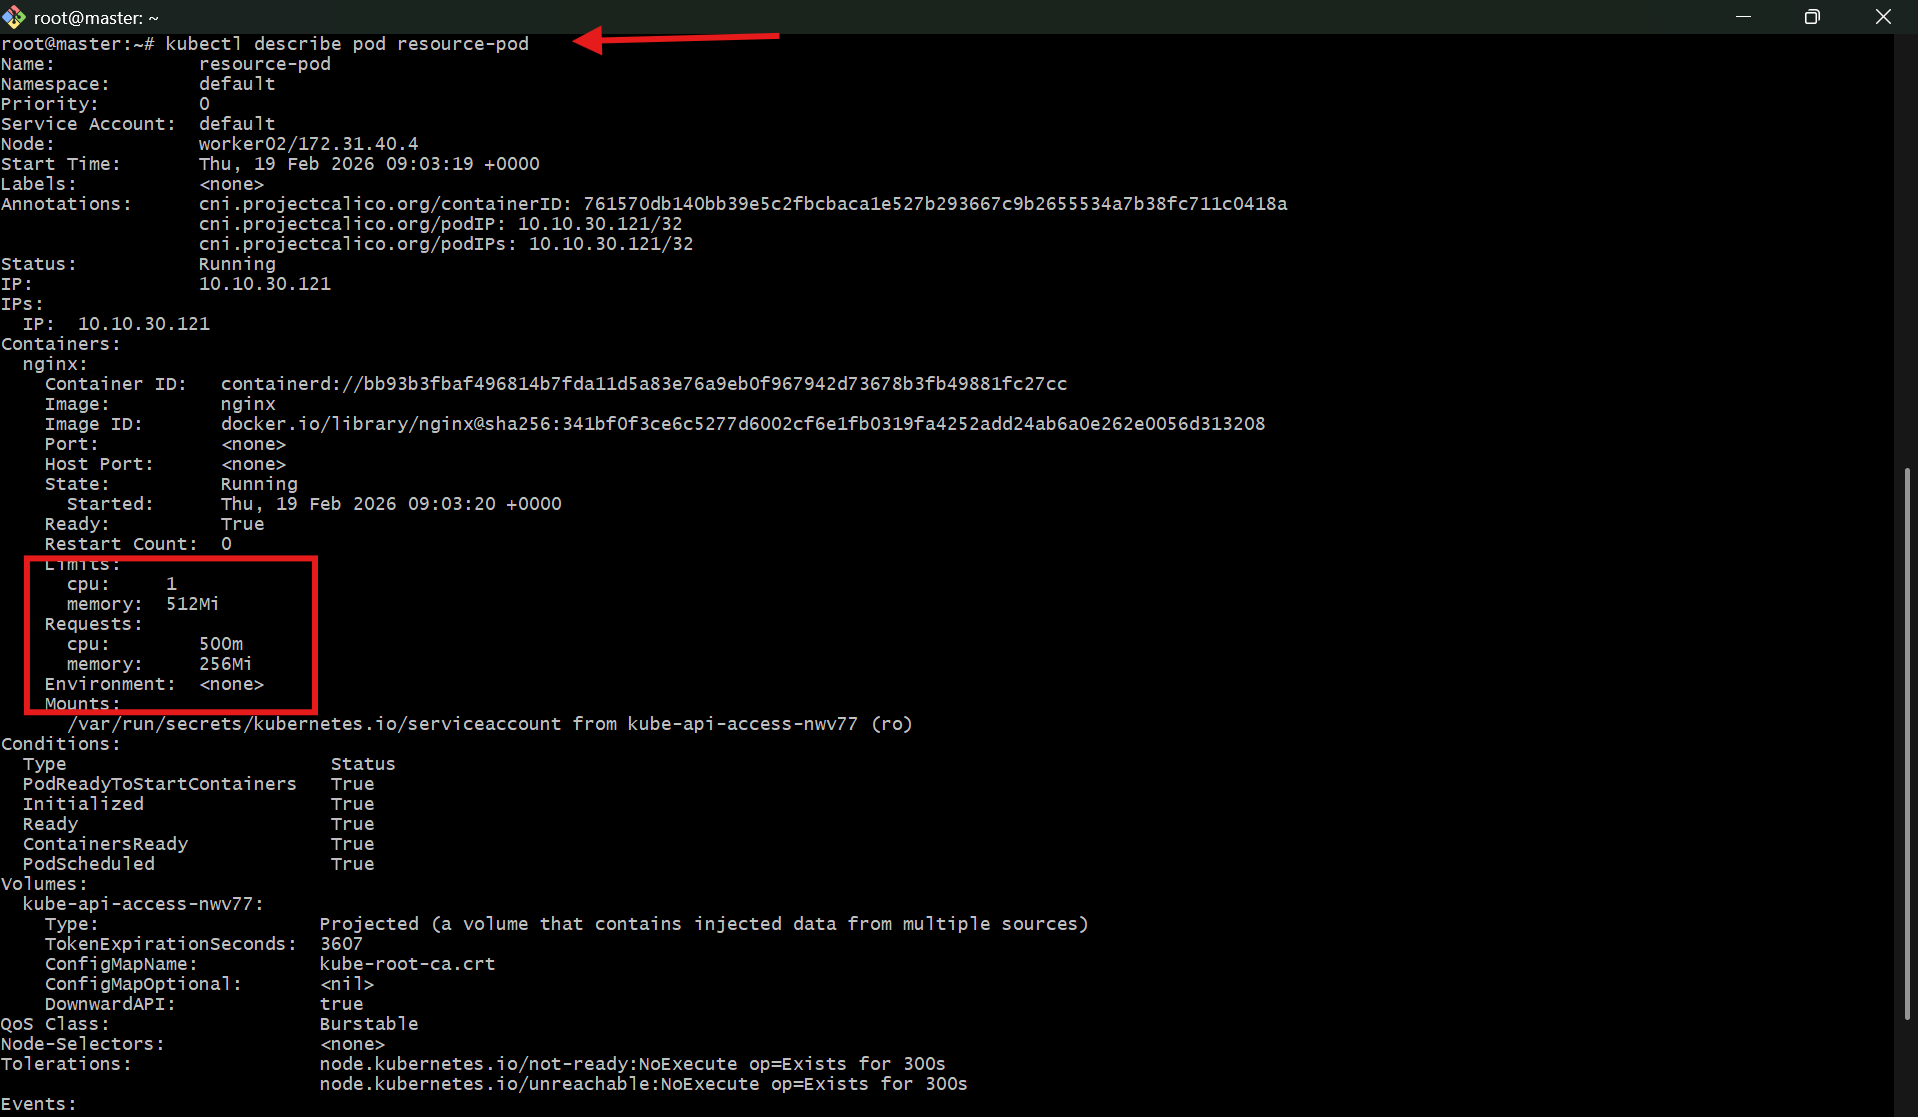 root@master: ~
root@master:~# kubectl describe pod resource-pod
Name:             resource-pod
Namespace:        default
Priority:         0
Service Account:  default
Node:             worker02/172.31.40.4
Start Time:       Thu, 19 Feb 2026 09:03:19 +0000
Labels:           <none>
Annotations:      cni.projectcalico.org/containerID: 761570db140bb39e5c2fbcbaca1e527b293667c9b2655534a7b38fc711c0418a
                  cni.projectcalico.org/podIP: 10.10.30.121/32
                  cni.projectcalico.org/podIPs: 10.10.30.121/32
Status:           Running
IP:               10.10.30.121
IPs:
  IP:  10.10.30.121
Containers:
  nginx:
    Container ID:   containerd://bb93b3fbaf496814b7fda11d5a83e76a9eb0f967942d73678b3fb49881fc27cc
    Image:          nginx
    Image ID:       docker.io/library/nginx@sha256:341bf0f3ce6c5277d6002cf6e1fb0319fa4252add24ab6a0e262e0056d313208
    Port:           <none>
    Host Port:      <none>
    State:          Running
      Started:      Thu, 19 Feb 2026 09:03:20 +0000
    Ready:          True
    Restart Count:  0
    Limits:
      cpu:     1
      memory:  512Mi
    Requests:
      cpu:        500m
      memory:     256Mi
    Environment:  <none>
    Mounts:
      /var/run/secrets/kubernetes.io/serviceaccount from kube-api-access-nwv77 (ro)
Conditions:
  Type                        Status
  PodReadyToStartContainers   True
  Initialized                 True
  Ready                       True
  ContainersReady             True
  PodScheduled                True
Volumes:
  kube-api-access-nwv77:
    Type:                    Projected (a volume that contains injected data from multiple sources)
    TokenExpirationSeconds:  3607
    ConfigMapName:           kube-root-ca.crt
    ConfigMapOptional:       <nil>
    DownwardAPI:             true
QoS Class:                   Burstable
Node-Selectors:              <none>
Tolerations:                 node.kubernetes.io/not-ready:NoExecute op=Exists for 300s
                             node.kubernetes.io/unreachable:NoExecute op=Exists for 300s
Events: